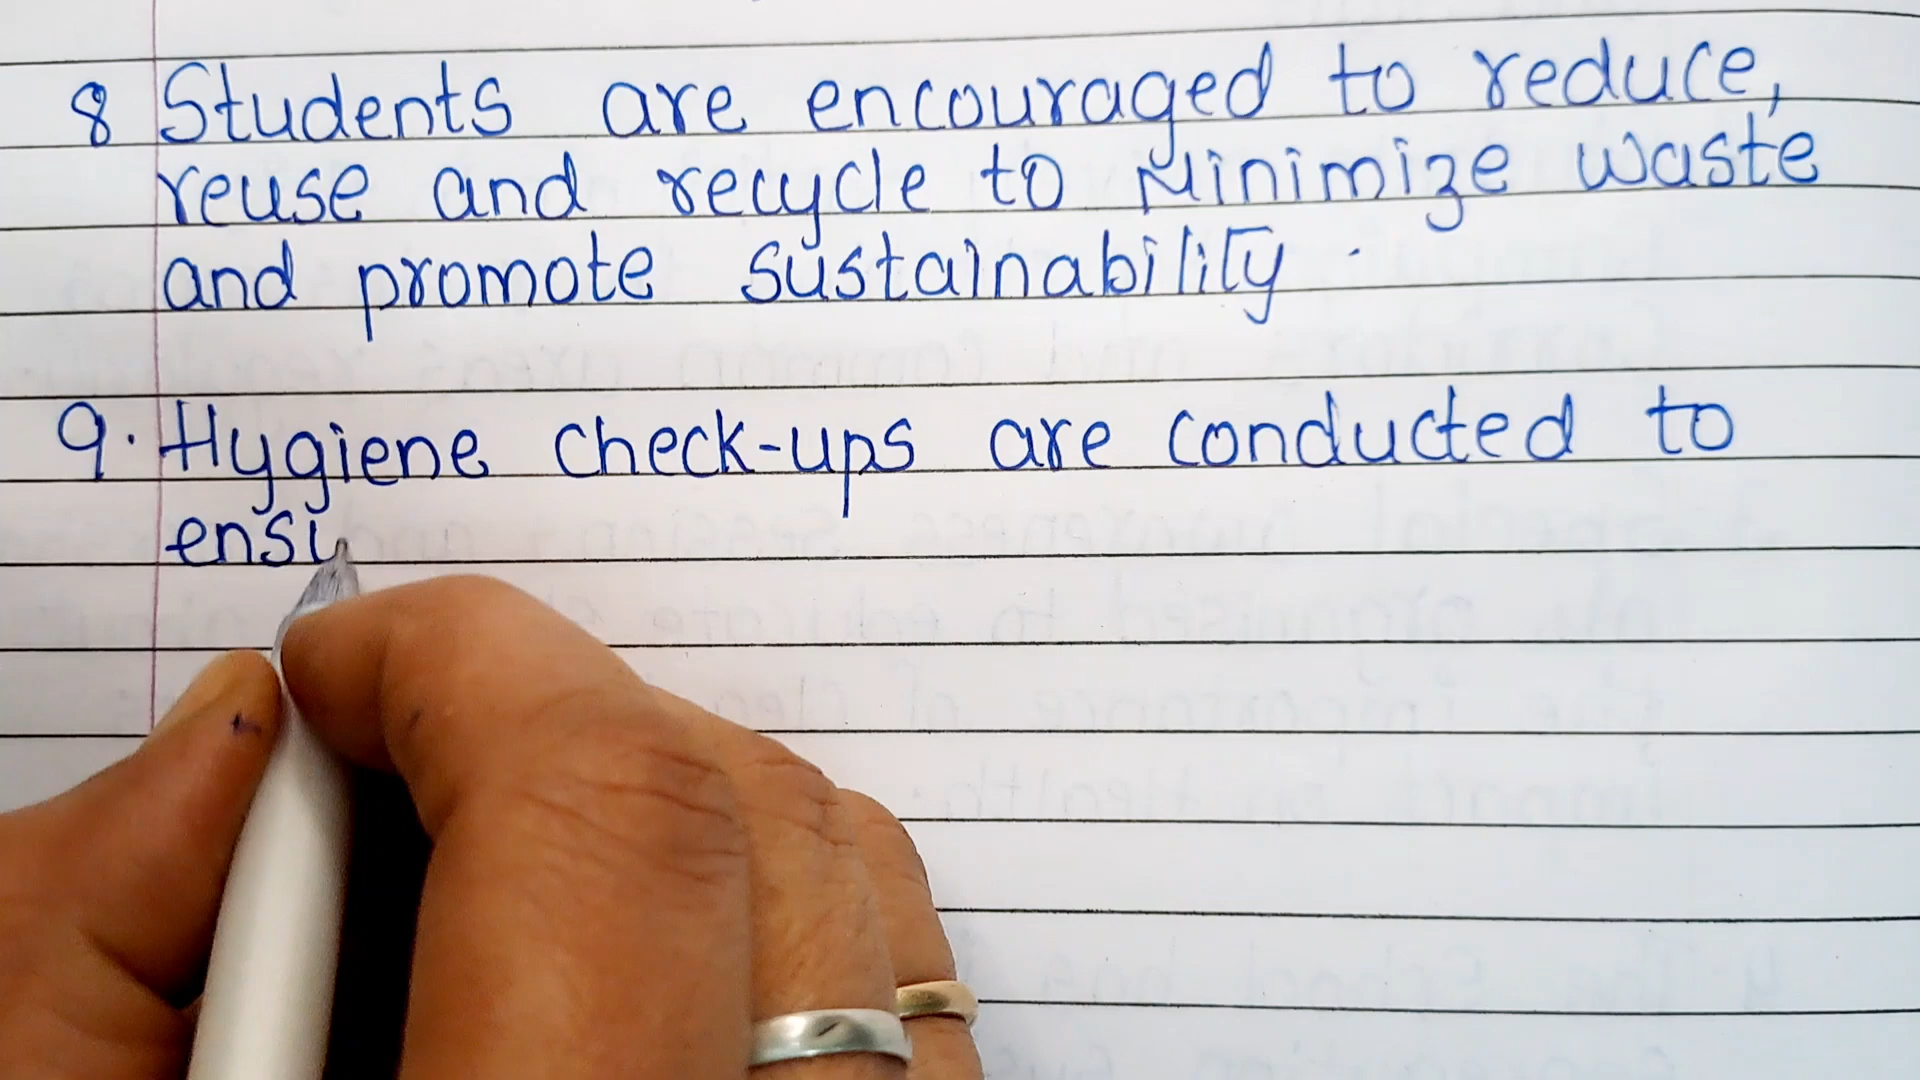 8 Students are encouraged to reduce,
reuse and recycle to Minimize waste
and promote sustainability.
9. Hygiene check-ups are conducted to
ensu